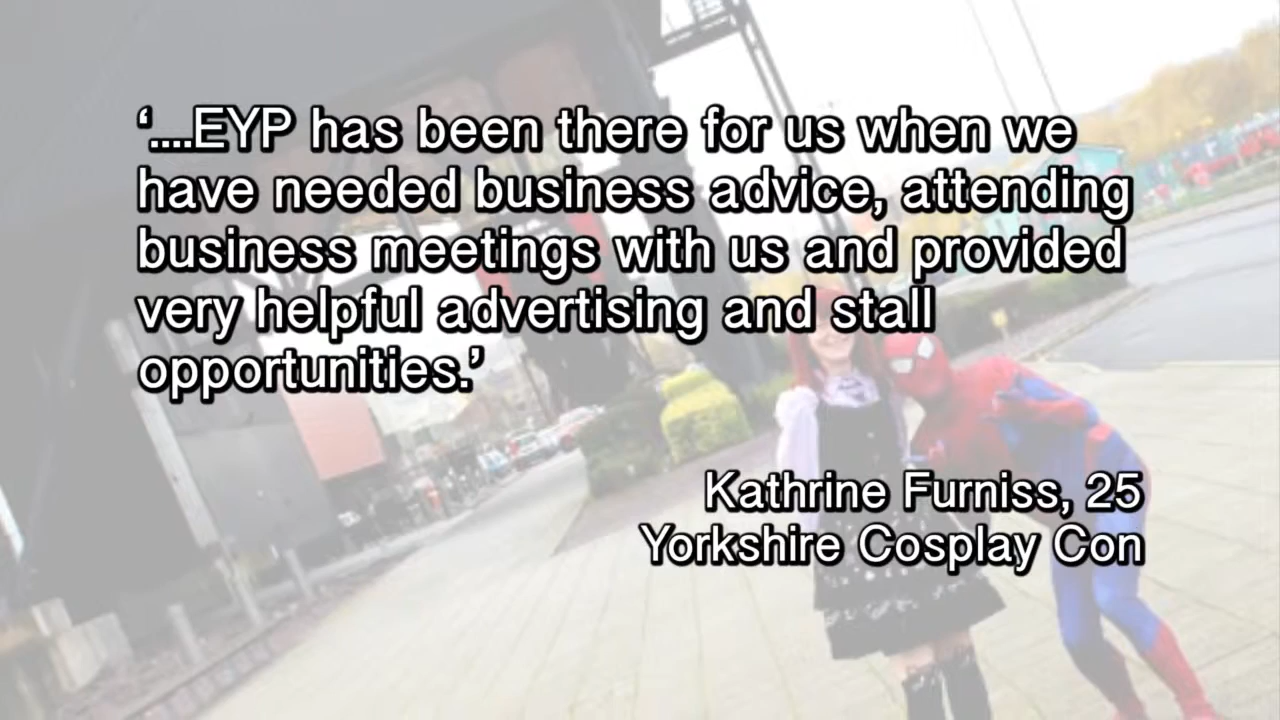 ‘....EYP has been there for us when we
have needed business advice, attending
business meetings with us and provided
very helpful advertising and stall
opportunities.’
Kathrine Furniss, 25
Yorkshire Cosplay Con